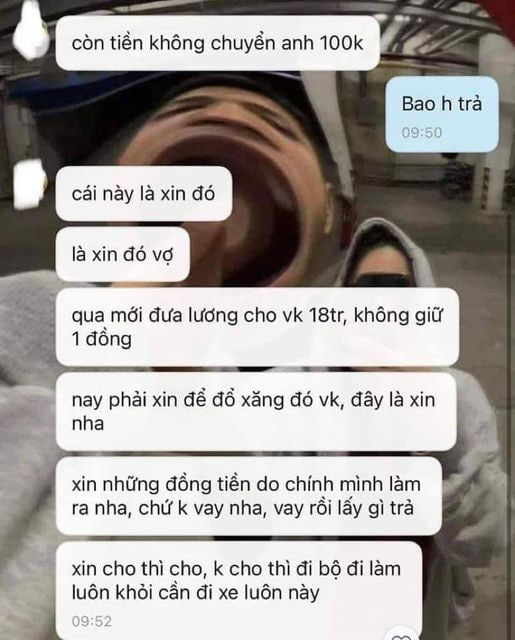 còn tiền không chuyển anh 100k
Bao h trả
09:50
cái này là xin đó
là xin đó vợ
qua mới đưa lương cho vk 18tr, không giữ
1 đồng
nay phải xin để đổ xăng đó vk, đây là xin
nha
xin những đồng tiền do chính mình làm
ra nha, chứ k vay nha, vay rồi lấy gì trả
xin cho thì cho, k cho thì đi bộ đi làm
luôn khỏi cần đi xe luôn này
09:52